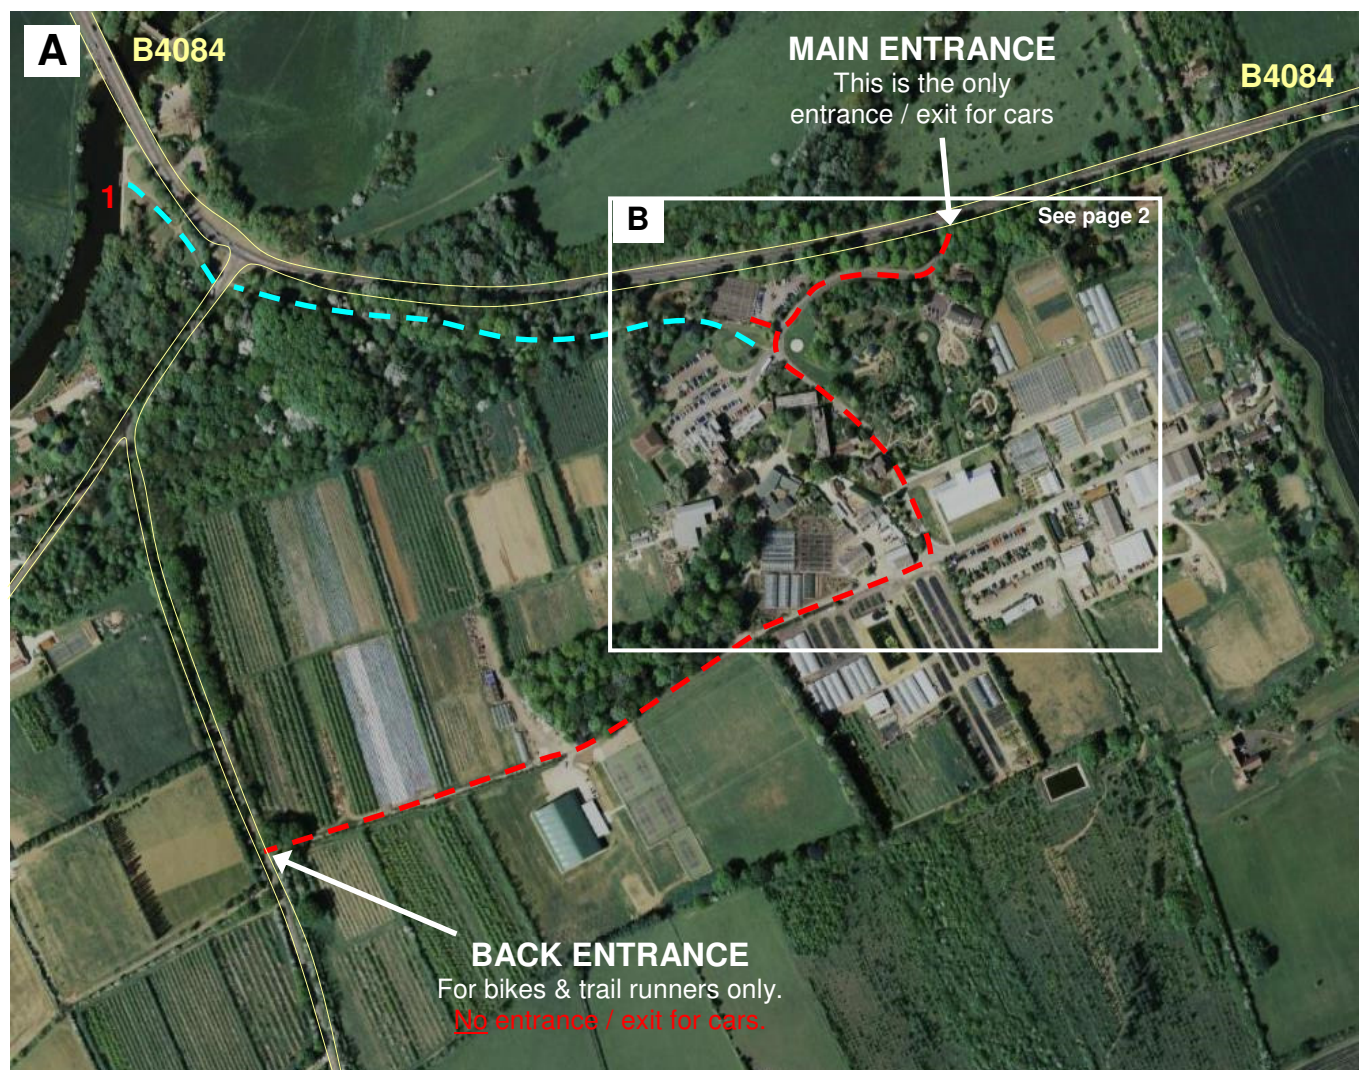 A
B4084
MAIN ENTRANCE
This is the only
entrance / exit for cars
B4084
1
B
See page 2
BACK ENTRANCE
For bikes & trail runners only.
No entrance / exit for cars.